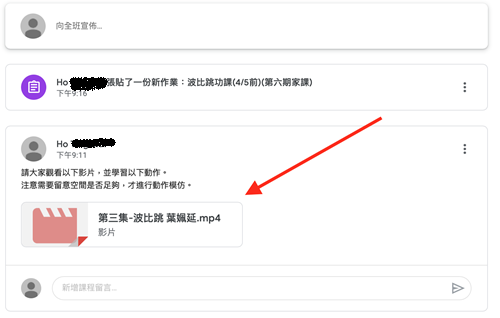 向全班宣佈...
Ho 張貼了一份新作業：波比跳功課(4/5前)(第六期家課)
下午9:16
Ho
下午9:11
請大家觀看以下影片，並學習以下動作。
注意需要留意空間是否足夠，才進行動作模仿。
第三集-波比跳 葉姵延.mp4
影片
新增課程留言...